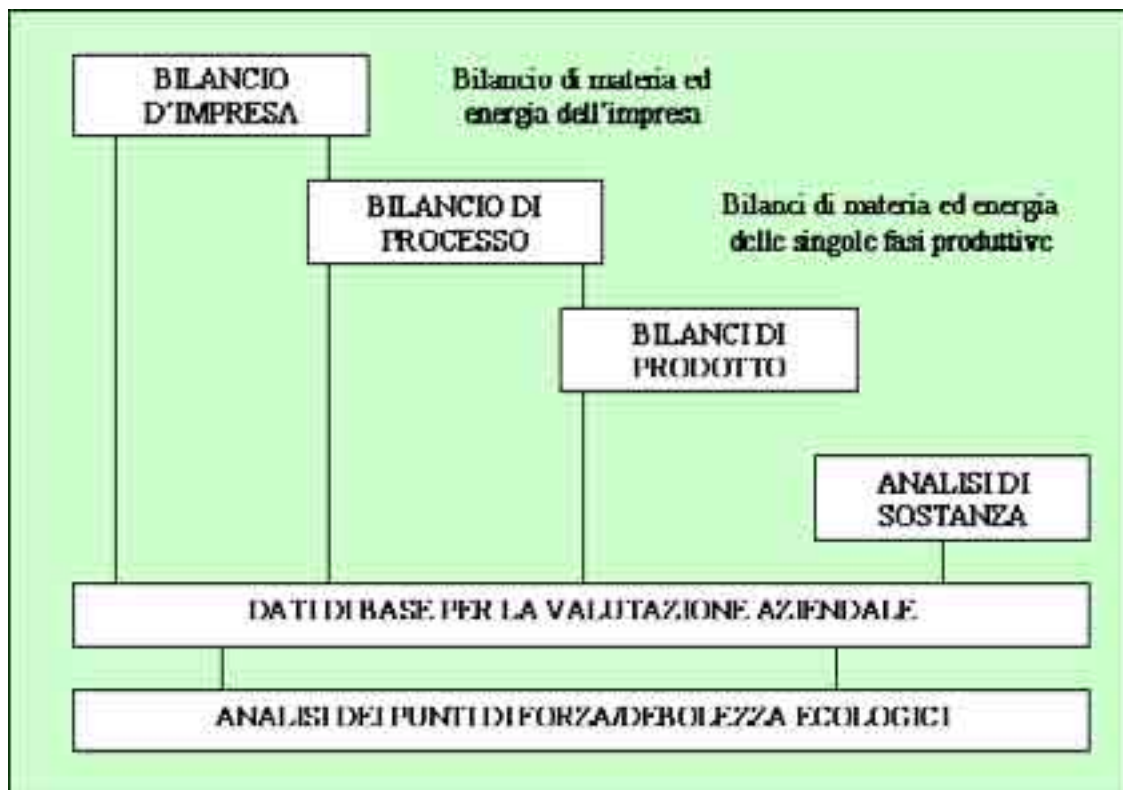 BILANCIO
D'IMPRESA
Bilancio di materia ed
energia dell'impresa
BILANCIO DI
PROCESSO
Bilanci di materia ed energia
delle singole fasi produttive
BILANCI DI
PRODOTTO
ANALISI DI
SOSTANZA
DATI DI BASE PER LA VALUTAZIONE AZIENDALE
ANALISI DEI PUNTI DI FORZA/DEBOLEZZA ECOLOGICI